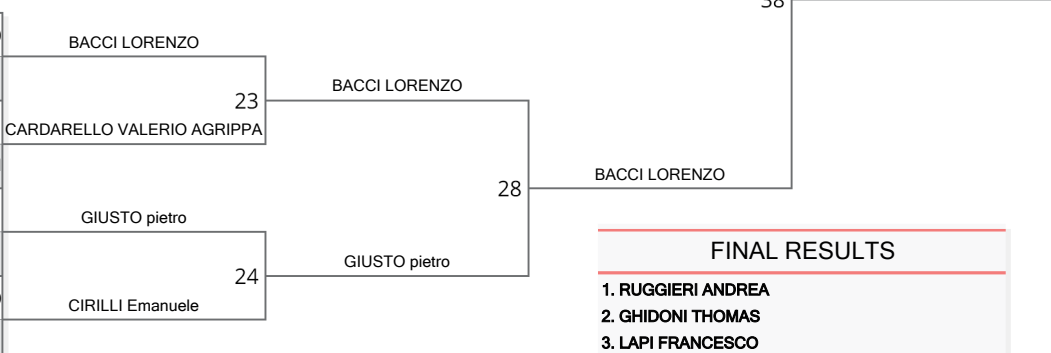 38
BACCI LORENZO
BACCI LORENZO
23
CARDARELLO VALERIO AGRIPPA
BACCI LORENZO
28
GIUSTO pietro
GIUSTO pietro
24
CIRILLI Emanuele
FINAL RESULTS
1. RUGGIERI ANDREA
2. GHIDONI THOMAS
3. LAPI FRANCESCO